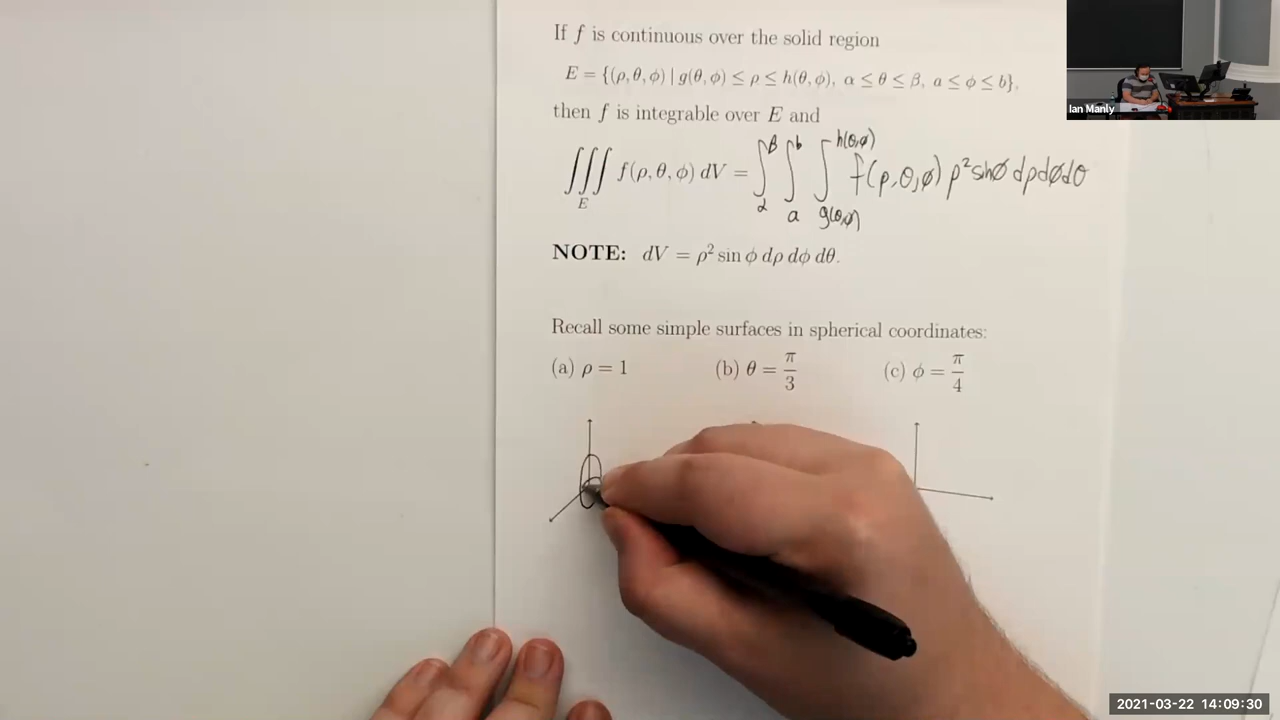 If f is continuous over the solid region
E = {(ρ, θ, ϕ) | g(θ, ϕ) ≤ ρ ≤ h(θ, ϕ), α ≤ θ ≤ β, a ≤ ϕ ≤ b},
then f is integrable over E and
∭_E f(ρ, θ, ϕ) dV = ∫_α^β ∫_a^b ∫_{g(θ,ϕ)}^{h(θ,ϕ)} f(ρ, θ, ϕ) ρ² sinϕ dρ dϕ dθ
NOTE: dV = ρ² sin ϕ dρ dϕ dθ.
Recall some simple surfaces in spherical coordinates:
(a) ρ = 1 (b) θ = π/3 (c) ϕ = π/4
Ian Manly
2021-03-22 14:09:30